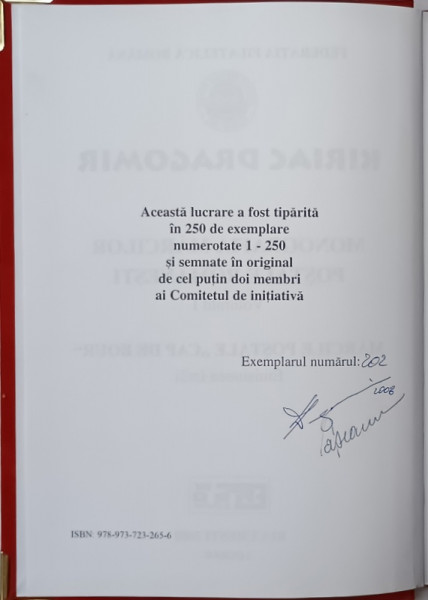 Această lucrare a fost tipărită
în 250 de exemplare
numerotate 1 - 250
și semnate în original
de cel puțin doi membri
ai Comitetul de inițiativă
Exemplarul numărul: 202
2008
ISBN: 978-973-723-265-6